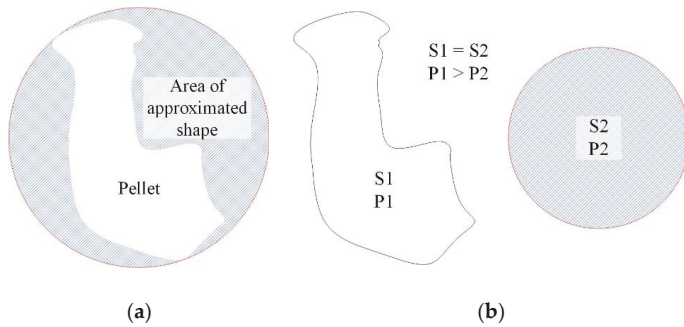 Area of
approximated
shape
Pellet
S1 = S2
P1 > P2
S1
P1
S2
P2
(a)
(b)